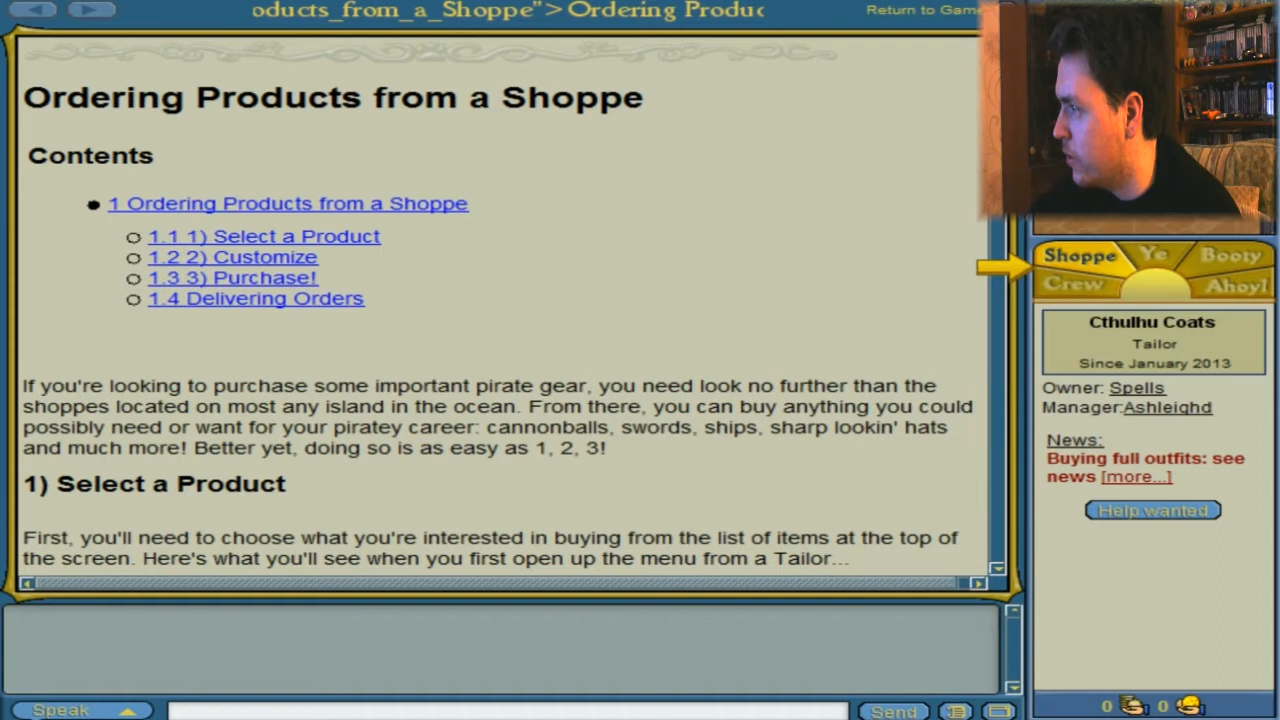 oducts_from_a_Shoppe"> Ordering Produc
Return to Game
Ordering Products from a Shoppe
Contents
1 Ordering Products from a Shoppe
1.1 1) Select a Product
1.2 2) Customize
1.3 3) Purchase!
1.4 Delivering Orders
If you're looking to purchase some important pirate gear, you need look no further than the
shoppes located on most any island in the ocean. From there, you can buy anything you could
possibly need or want for your piratey career: cannonballs, swords, ships, sharp lookin' hats
and much more! Better yet, doing so is as easy as 1, 2, 3!
1) Select a Product
First, you'll need to choose what you're interested in buying from the list of items at the top of
the screen. Here's what you'll see when you first open up the menu from a Tailor...
Shoppe Ye Booty
Crew Ahoy!
Cthulhu Coats
Tailor
Since January 2013
Owner: Spells
Manager:Ashleighd
News:
Buying full outfits: see
news [more...]
Help wanted
0 0
Speak
Send